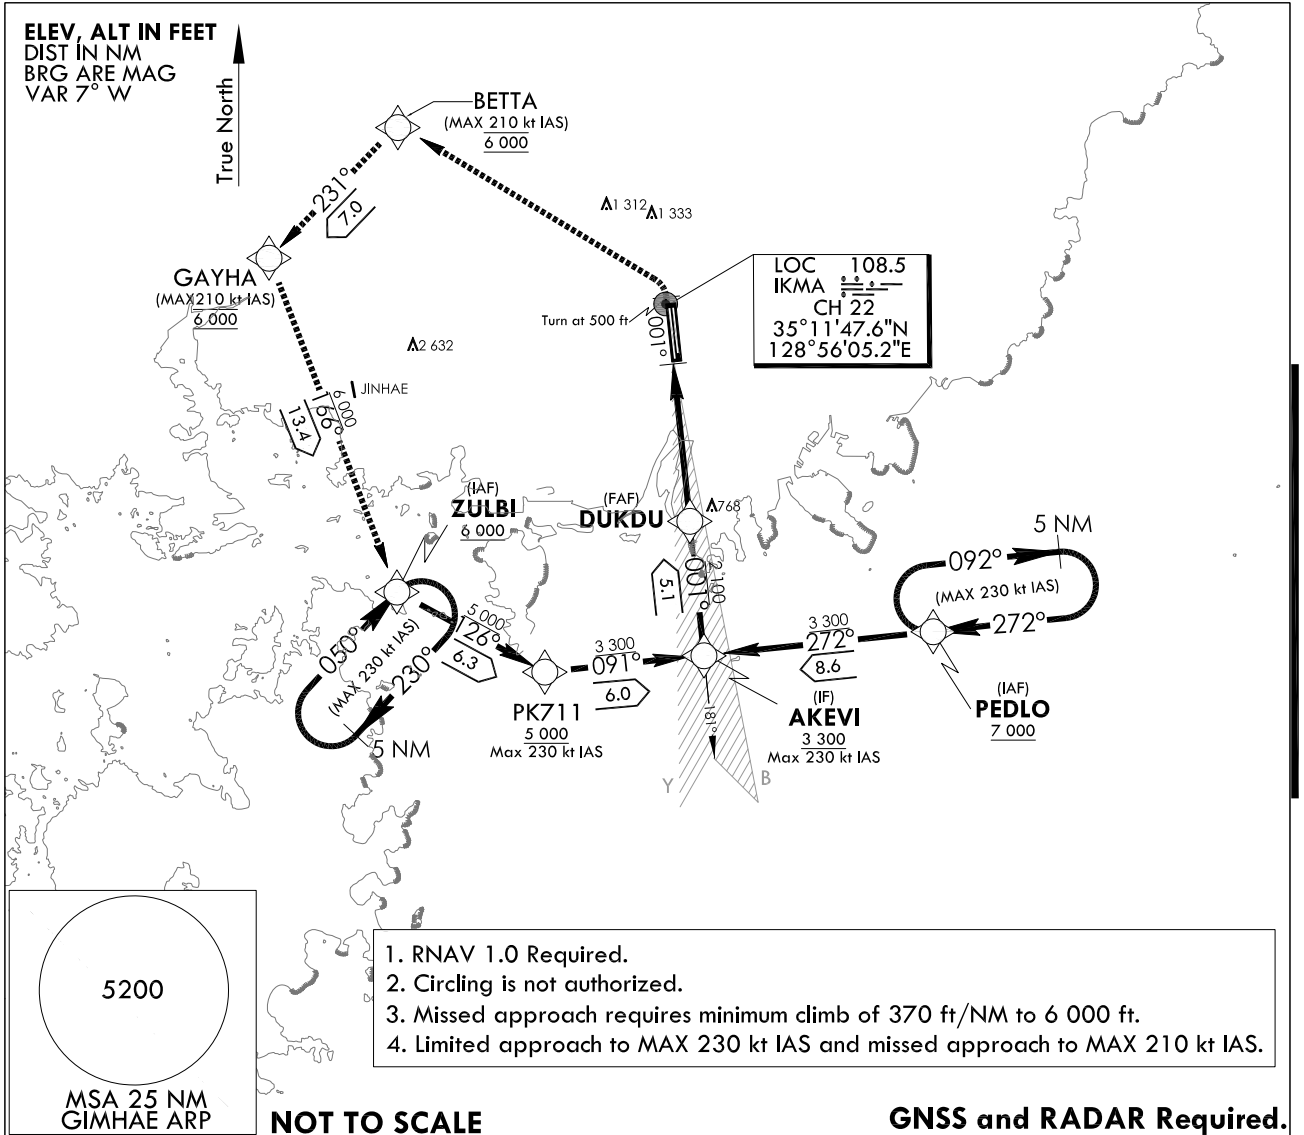 ELEV, ALT IN FEET
DIST IN NM
BRG ARE MAG
VAR 7° W
True North
BETTA
(MAX 210 kt IAS)
6 000
231°
7.0
1 312
1 333
GAYHA
(MAX 210 kt IAS)
6 000
LOC 108.5
IKMA
CH 22
35°11'47.6"N
128°56'05.2"E
Turn at 500 ft
001°
2 632
JINHAE
6 000
166°
13.4
(IAF)
ZULBI
6 000
(FAF)
DUKDU
768
5 NM
092°
(MAX 230 kt IAS)
272°
2 100
001°
5.1
050°
(MAX 230 kt IAS)
230°
5 NM
5 000
126°
6.3
3 300
091°
6.0
3 300
272°
8.6
PK711
5 000
Max 230 kt IAS
(IF)
AKEVI
3 300
Max 230 kt IAS
(IAF)
PEDLO
7 000
181°
Y
B
5200
MSA 25 NM
GIMHAE ARP
1. RNAV 1.0 Required.
2. Circling is not authorized.
3. Missed approach requires minimum climb of 370 ft/NM to 6 000 ft.
4. Limited approach to MAX 230 kt IAS and missed approach to MAX 210 kt IAS.
NOT TO SCALE
GNSS and RADAR Required.